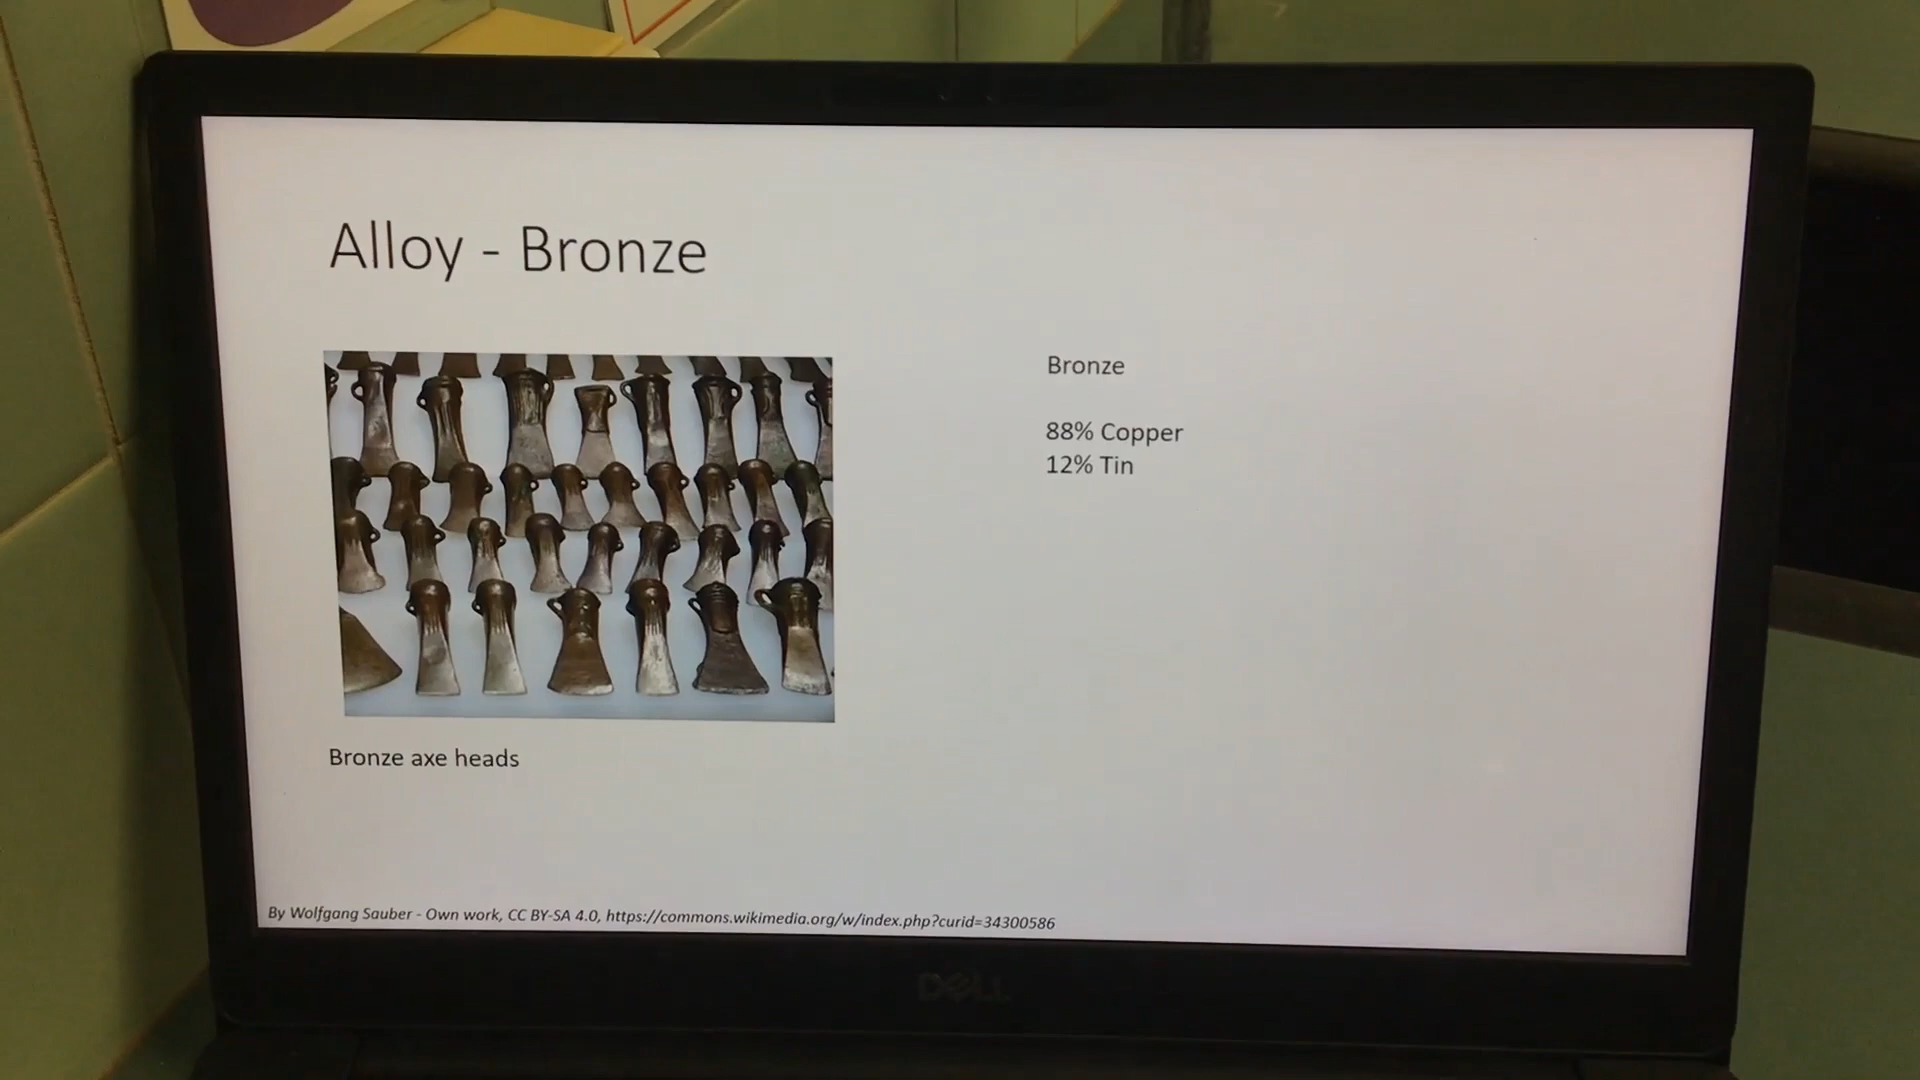 Alloy - Bronze
Bronze
88% Copper
12% Tin
Bronze axe heads
By Wolfgang Sauber - Own work, CC BY-SA 4.0, https://commons.wikimedia.org/w/index.php?curid=34300586
DELL